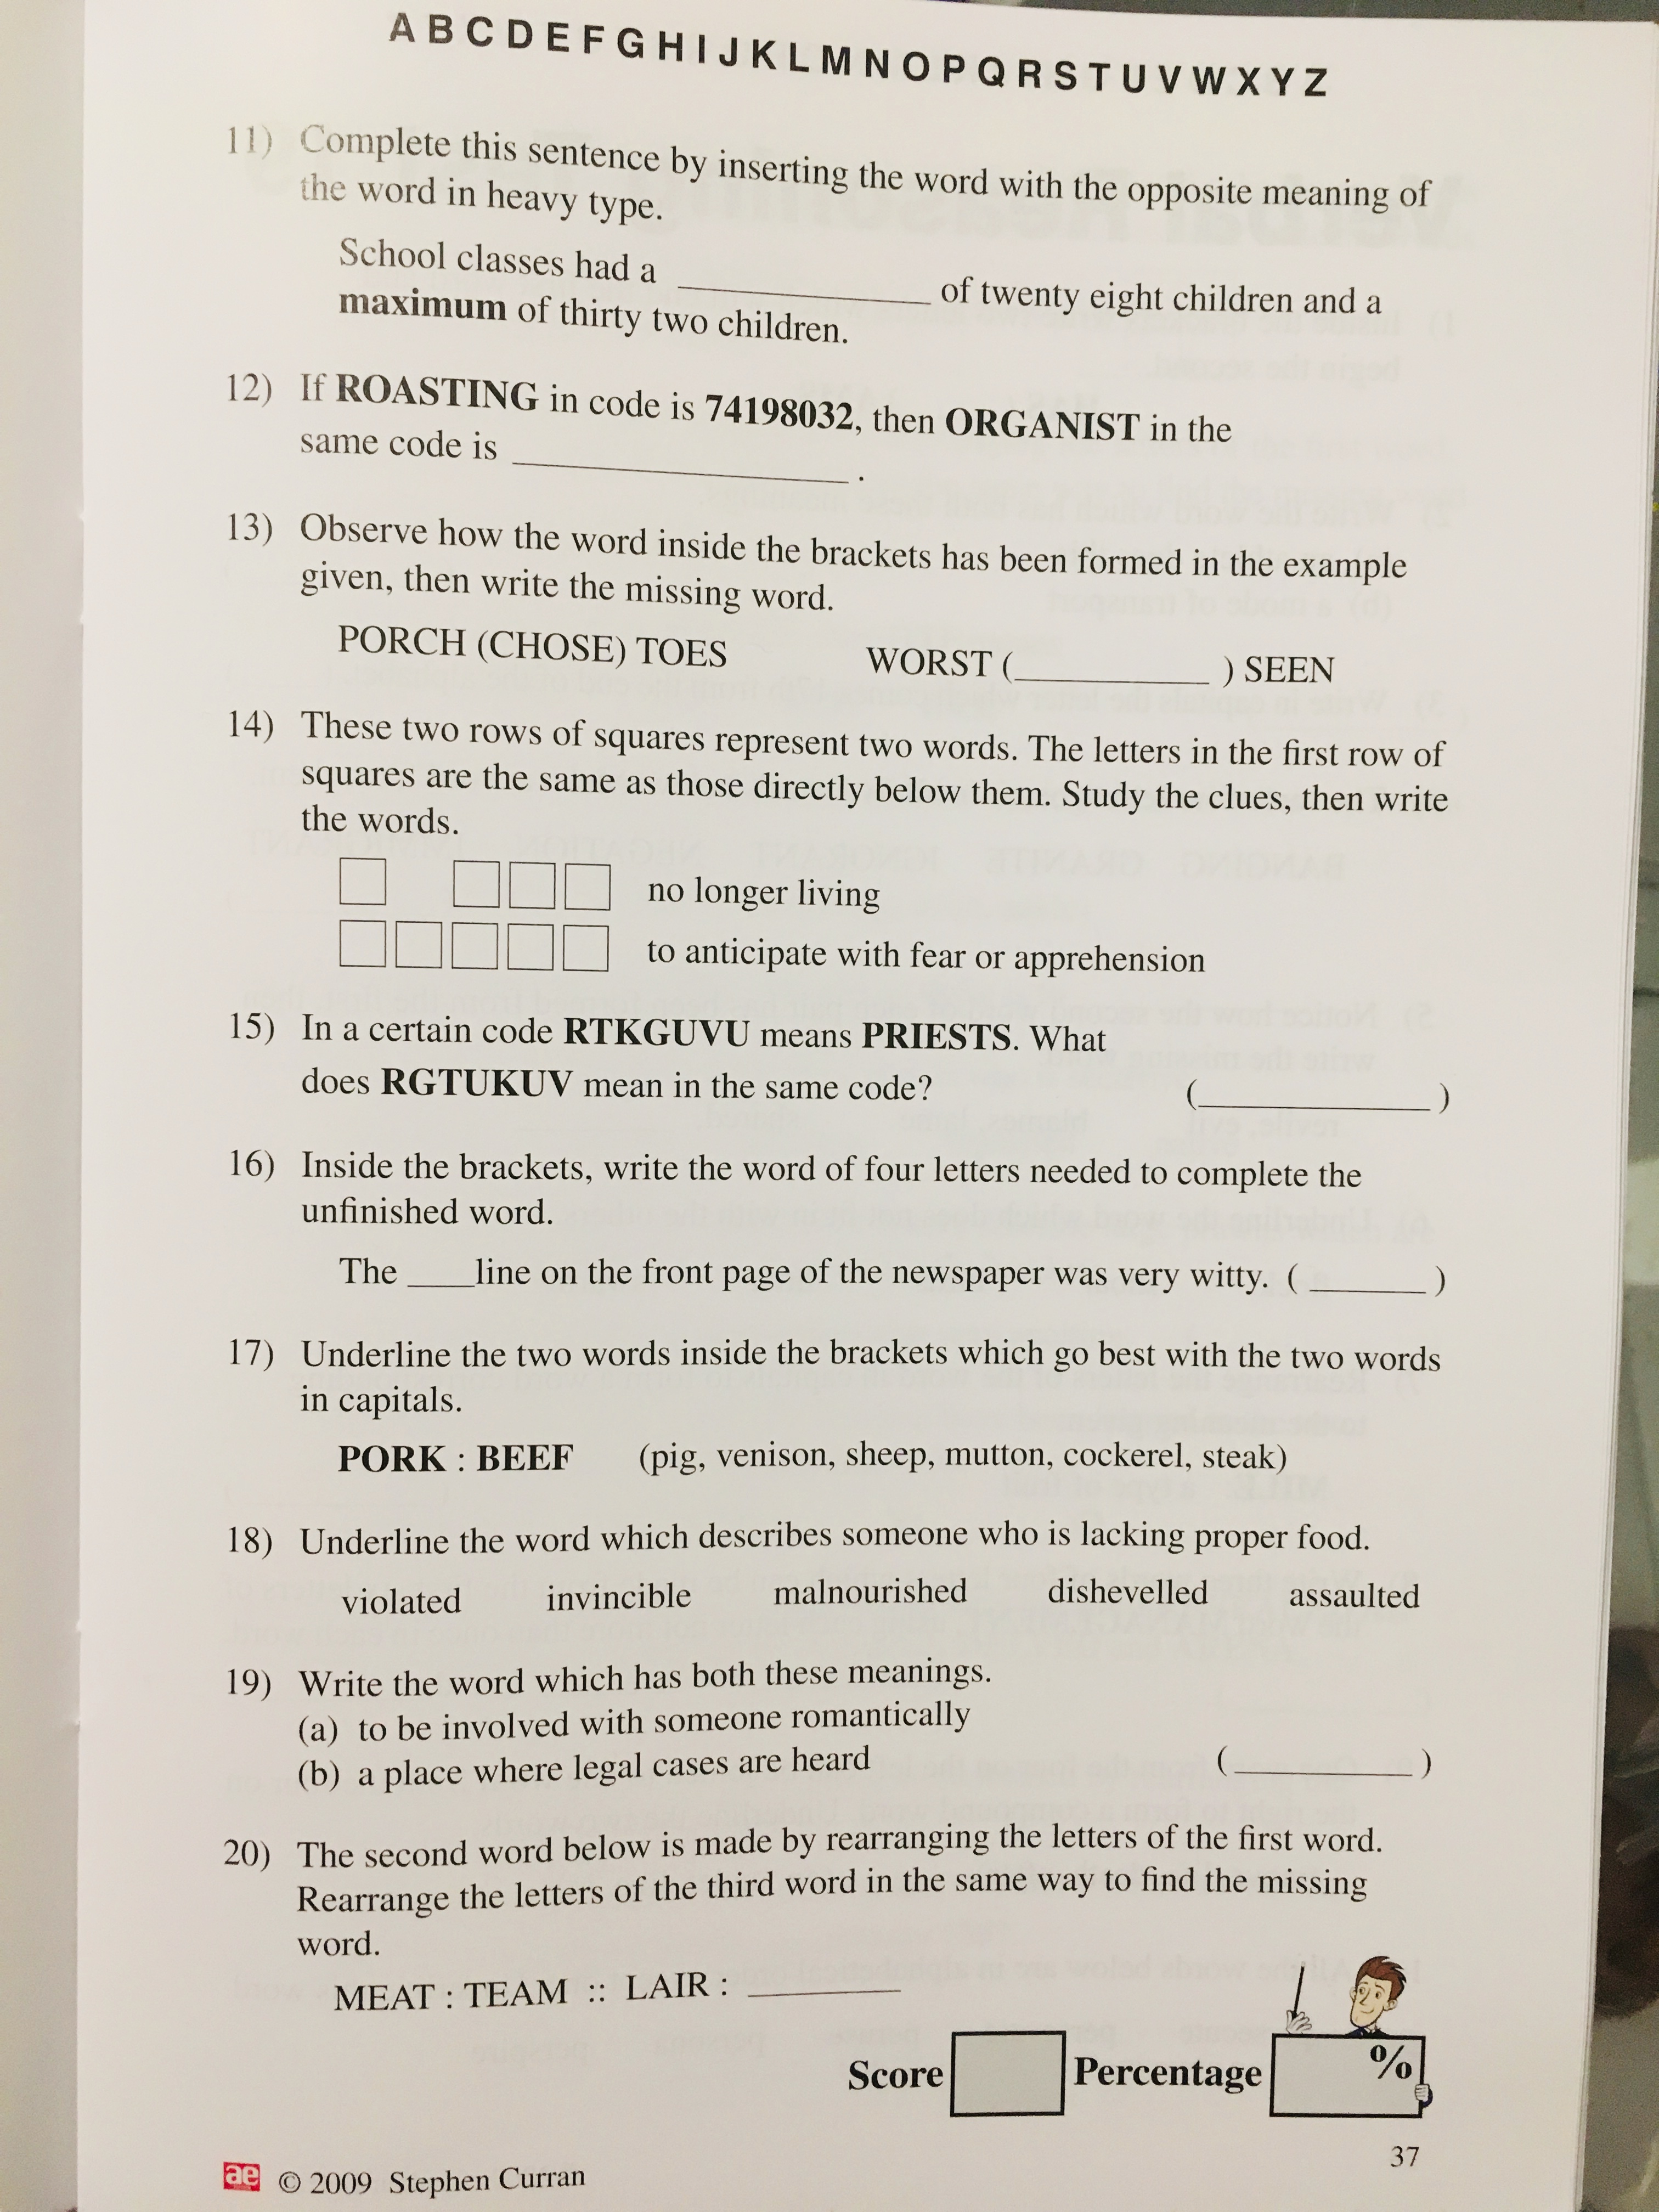 A B C D E F G H I J K L M N O P Q R S T U V W X Y Z
11) Complete this sentence by inserting the word with the opposite meaning of
the word in heavy type.
School classes had a ____________ of twenty eight children and a
maximum of thirty two children.
12) If ROASTING in code is 74198032, then ORGANIST in the
same code is ________________ .
13) Observe how the word inside the brackets has been formed in the example
given, then write the missing word.
PORCH (CHOSE) TOES WORST (_________ ) SEEN
14) These two rows of squares represent two words. The letters in the first row of
squares are the same as those directly below them. Study the clues, then write
the words.
no longer living
to anticipate with fear or apprehension
15) In a certain code RTKGUVU means PRIESTS. What
does RGTUKUV mean in the same code? (___________ )
16) Inside the brackets, write the word of four letters needed to complete the
unfinished word.
The ___line on the front page of the newspaper was very witty. ( ______ )
17) Underline the two words inside the brackets which go best with the two words
in capitals.
PORK : BEEF (pig, venison, sheep, mutton, cockerel, steak)
18) Underline the word which describes someone who is lacking proper food.
violated invincible malnourished dishevelled assaulted
19) Write the word which has both these meanings.
(a) to be involved with someone romantically
(b) a place where legal cases are heard ( _________ )
20) The second word below is made by rearranging the letters of the first word.
Rearrange the letters of the third word in the same way to find the missing
word.
MEAT : TEAM :: LAIR : _______
Score Percentage %
37
ae © 2009 Stephen Curran